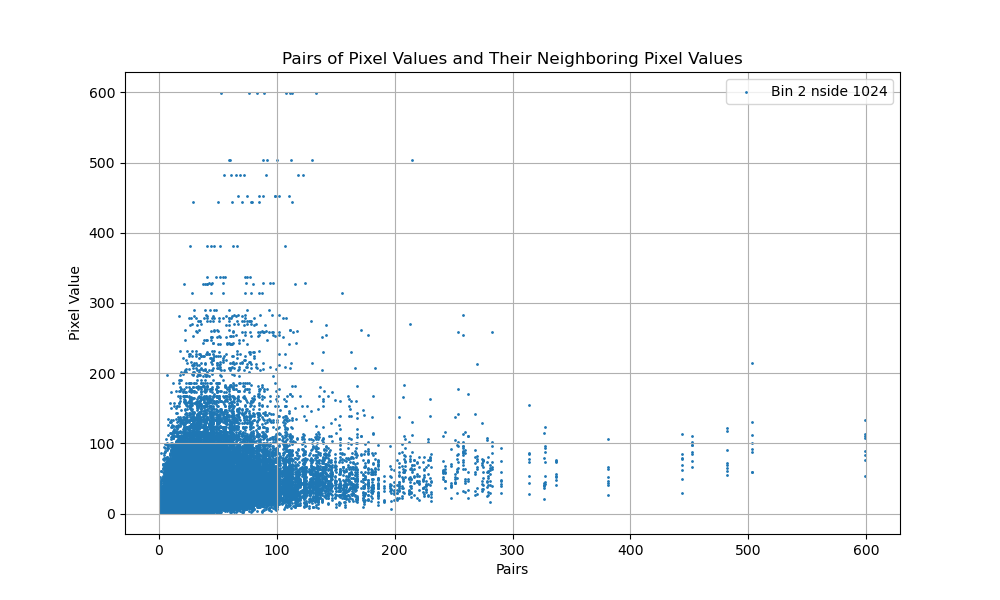 Pairs of Pixel Values and Their Neighboring Pixel Values
Bin 2 nside 1024
Pixel Value
600
500
400
300
200
100
0
0 100 200 300 400 500 600
Pairs